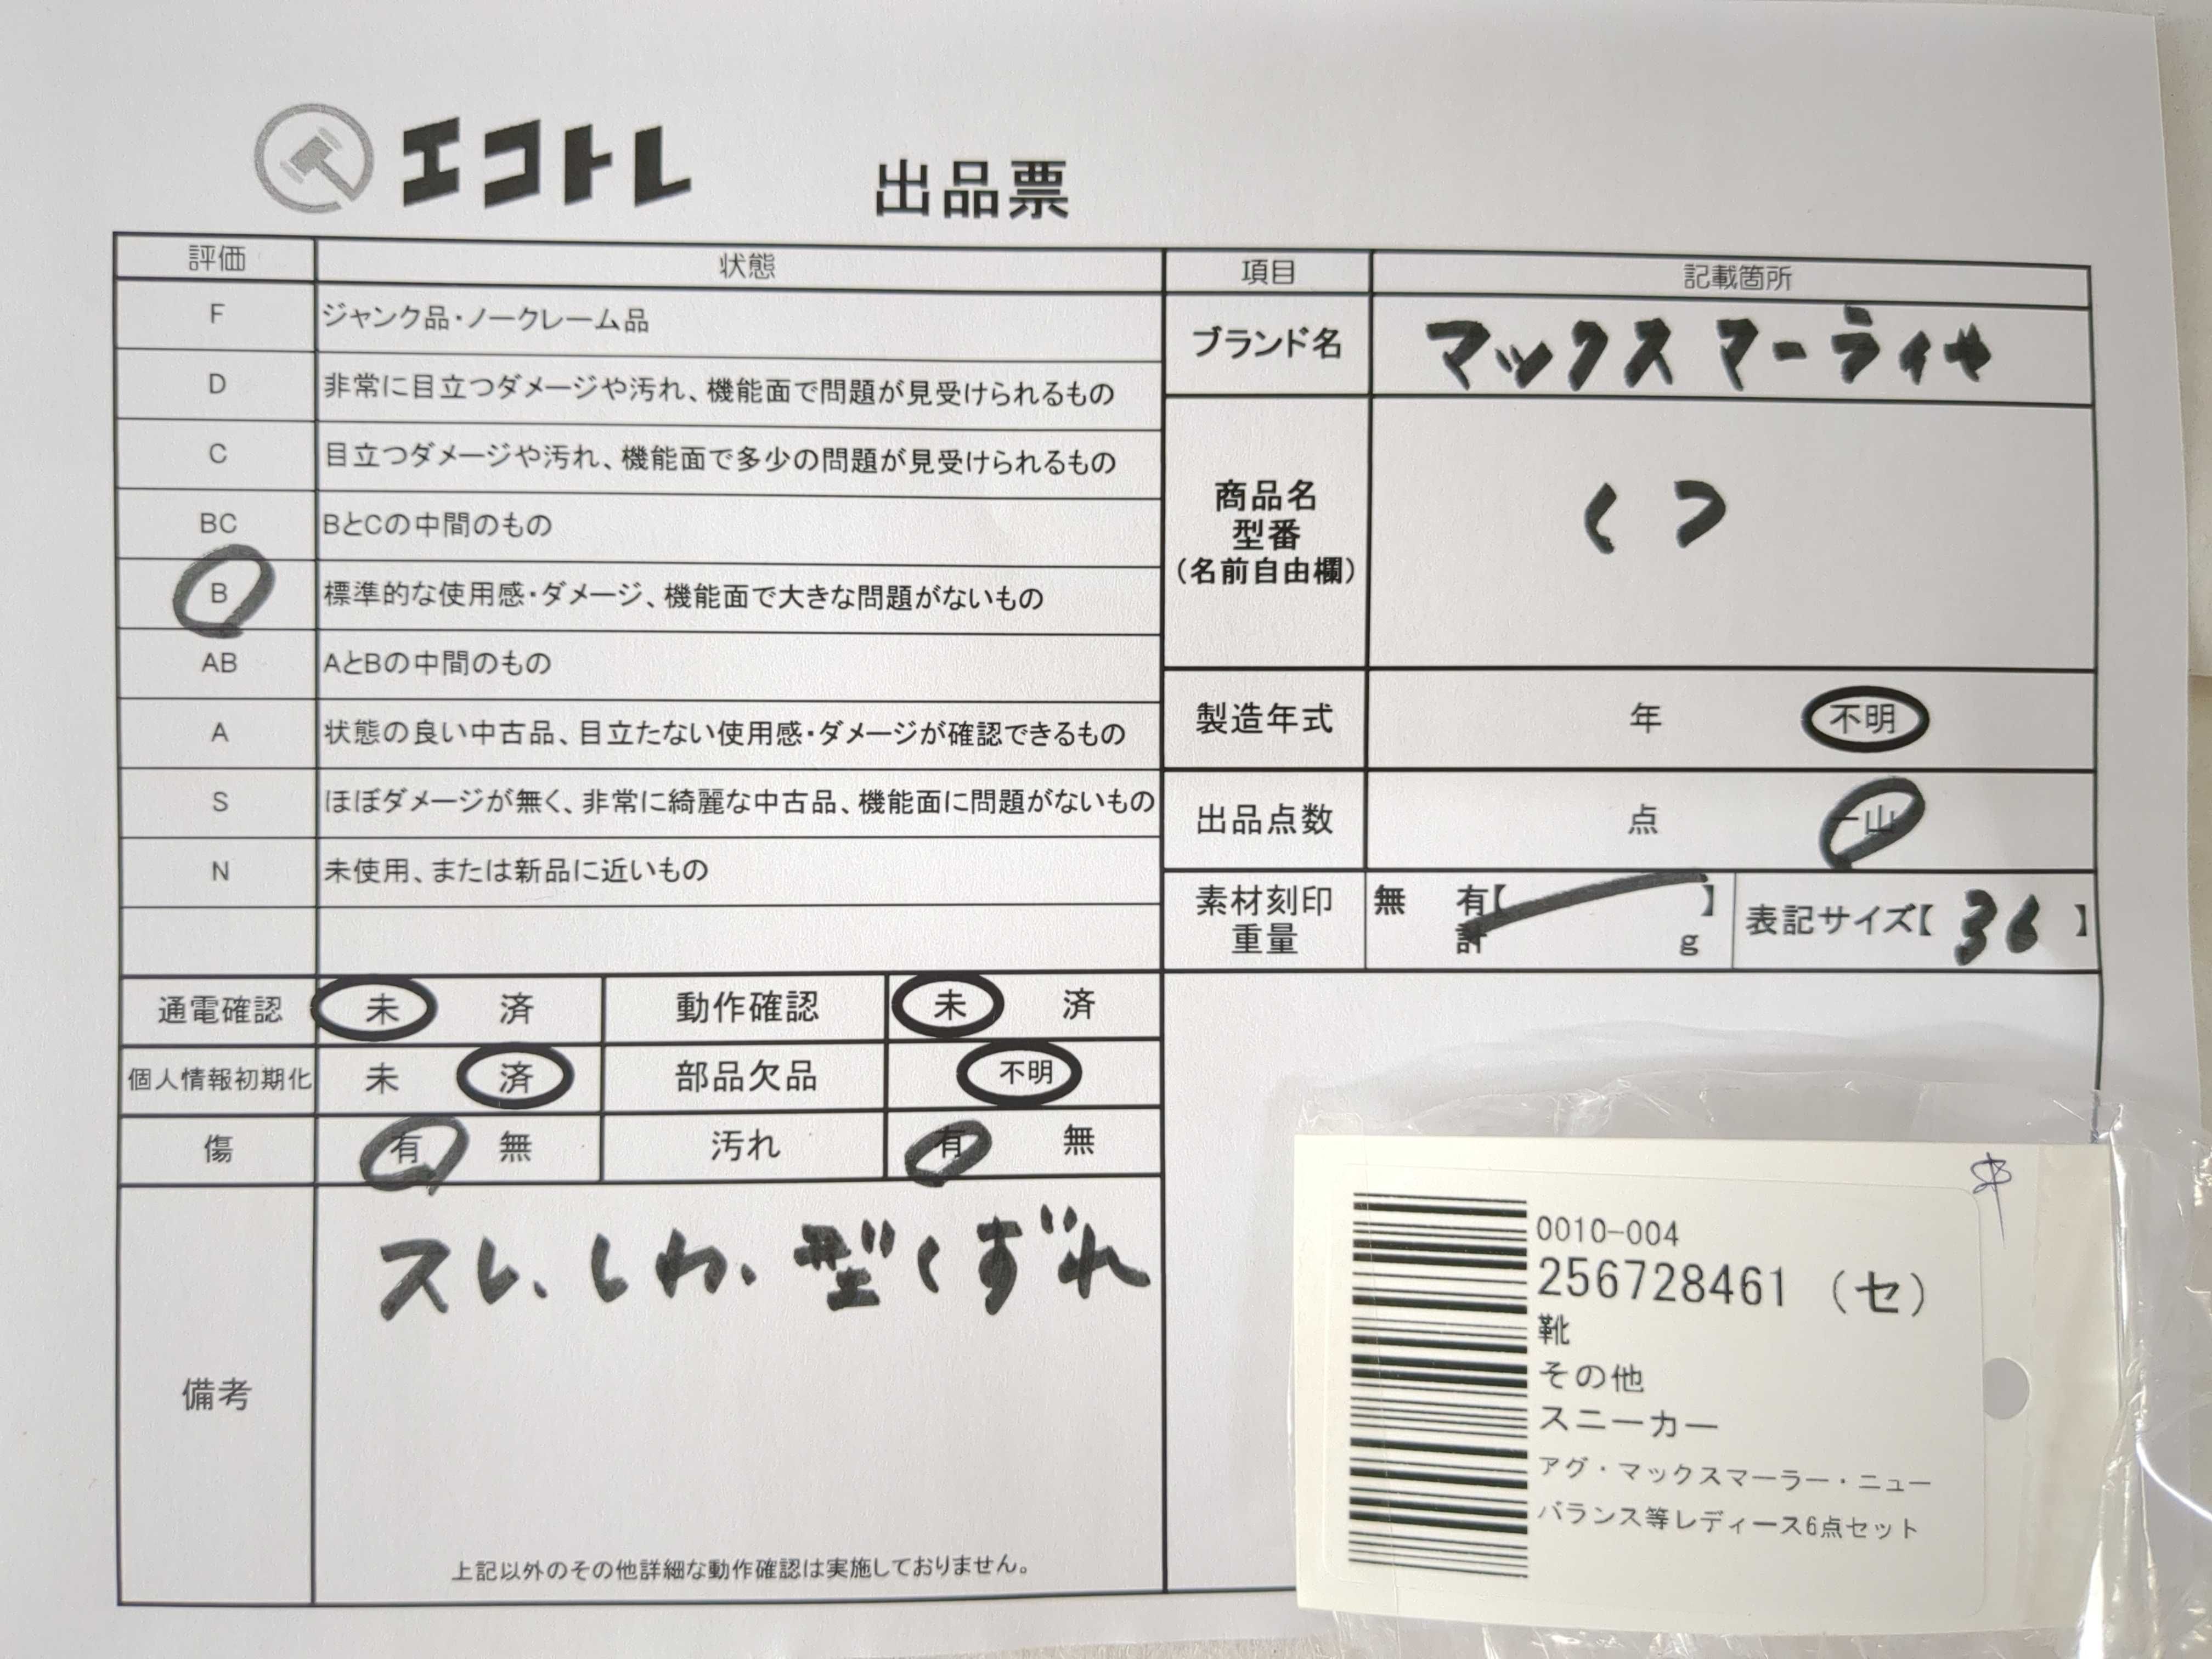 エコトレ 出品票
評価 状態 項目 記載箇所
F ジャンク品・ノークレーム品
D 非常に目立つダメージや汚れ、機能面で問題が見受けられるもの
C 目立つダメージや汚れ、機能面で多少の問題が見受けられるもの
BC BとCの中間のもの
B 標準的な使用感・ダメージ、機能面で大きな問題がないもの
AB AとBの中間のもの
A 状態の良い中古品、目立たない使用感・ダメージが確認できるもの
S ほぼダメージが無く、非常に綺麗な中古品、機能面に問題がないもの
N 未使用、または新品に近いもの
ブランド名 マックスマーラ
商品名
型番
(名前自由欄)
くつ
製造年式 年 不明
出品点数 点 一山
素材刻印 無 有【 】
重量 計 g
表記サイズ【36】
通電確認 未 済 動作確認 未 済
個人情報初期化 未 済 部品欠品 不明
傷 有 無 汚れ 有 無
備考
スレ、しわ、型くずれ
上記以外のその他詳細な動作確認は実施しておりません。
0010-004
256728461 (セ)
靴
その他
スニーカー
アグ・マックスマーラー・ニュー
バランス等レディース6点セット